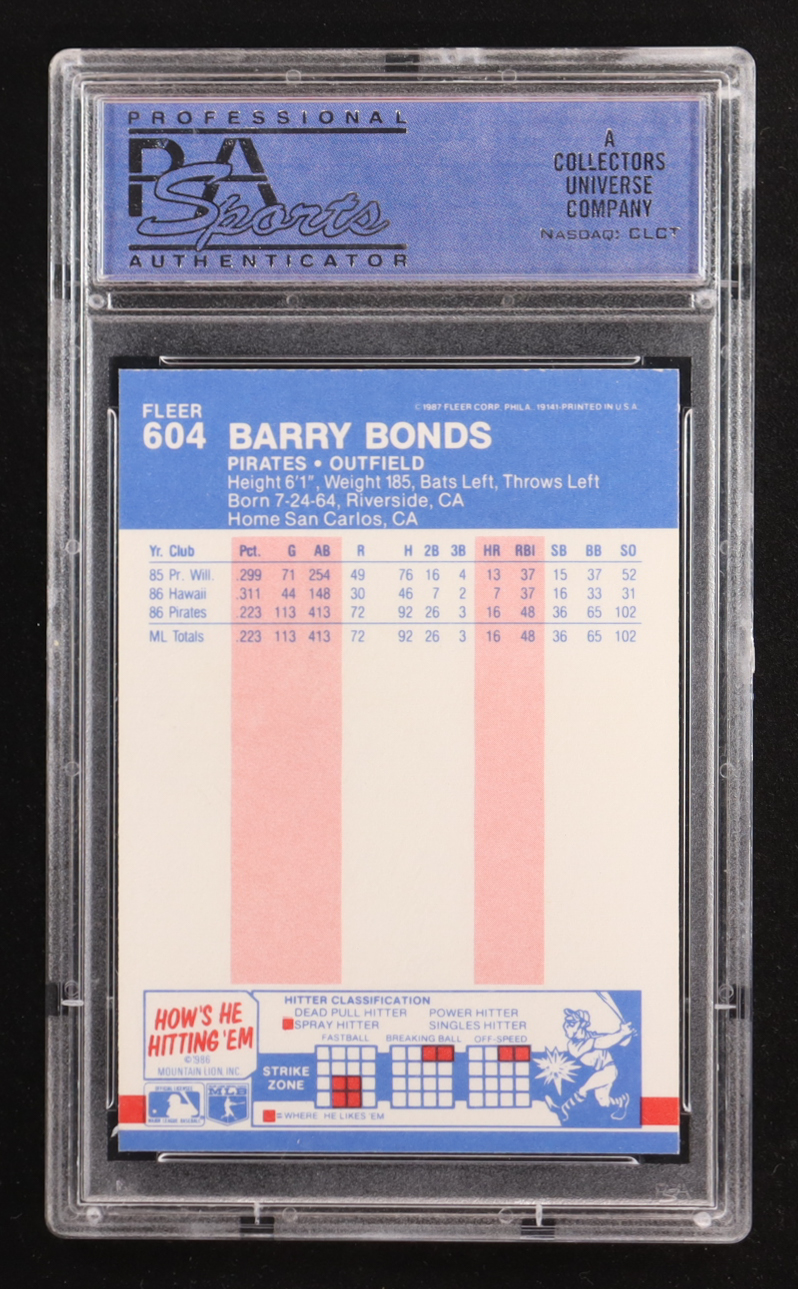 PROFESSIONAL
PSA
Sports
AUTHENTICATOR
A
COLLECTORS
UNIVERSE
COMPANY
NASDAQ: CLCT
FLEER
604 BARRY BONDS
©1987 FLEER CORP. PHILA. 19141-PRINTED IN U.S.A.
PIRATES • OUTFIELD
Height 6'1", Weight 185, Bats Left, Throws Left
Born 7-24-64, Riverside, CA
Home San Carlos, CA
Yr. Club Pct. G AB R H 2B 3B HR RBI SB BB SO
85 Pr. Will. .299 71 254 49 76 16 4 13 37 15 37 52
86 Hawaii .311 44 148 30 46 7 2 7 37 16 33 31
86 Pirates .223 113 413 72 92 26 3 16 48 36 65 102
ML Totals .223 113 413 72 92 26 3 16 48 36 65 102
HOW'S HE
HITTING 'EM
©1986
MOUNTAIN LION, INC
HITTER CLASSIFICATION
DEAD PULL HITTER POWER HITTER
SPRAY HITTER SINGLES HITTER
FASTBALL BREAKING BALL OFF-SPEED
STRIKE
ZONE
=WHERE HE LIKES 'EM
MLB